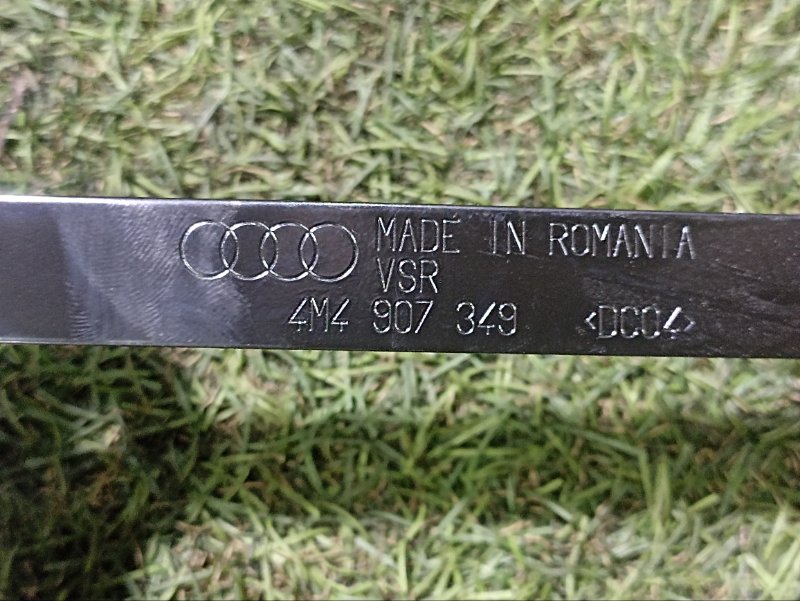 MADE IN ROMANIA
VSR
4M4 907 349 <DC04>